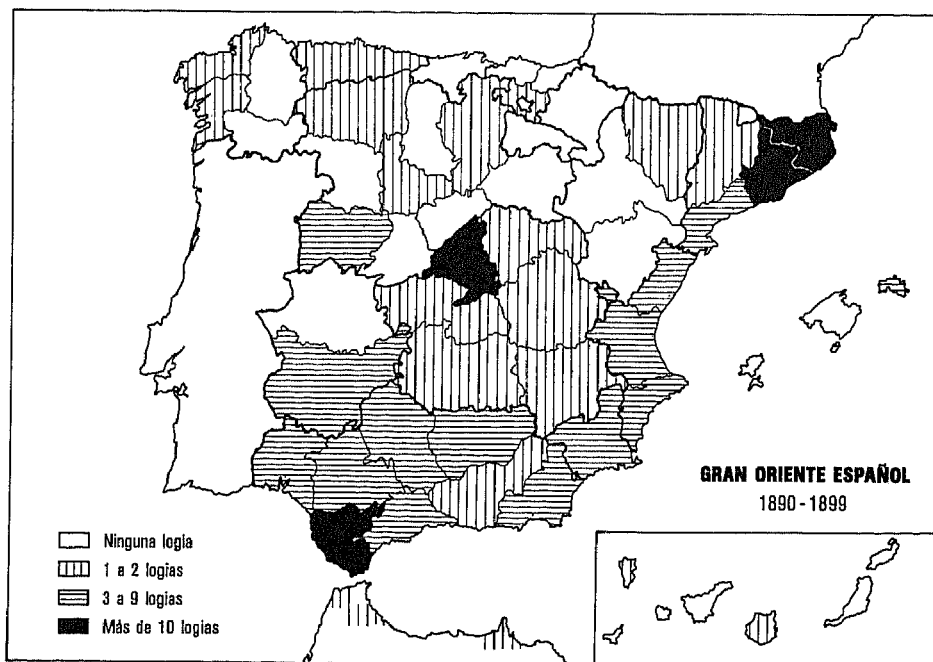 GRAN ORIENTE ESPAÑOL
1890-1899
Ninguna logia
1 a 2 logias
3 a 9 logias
Más de 10 logias